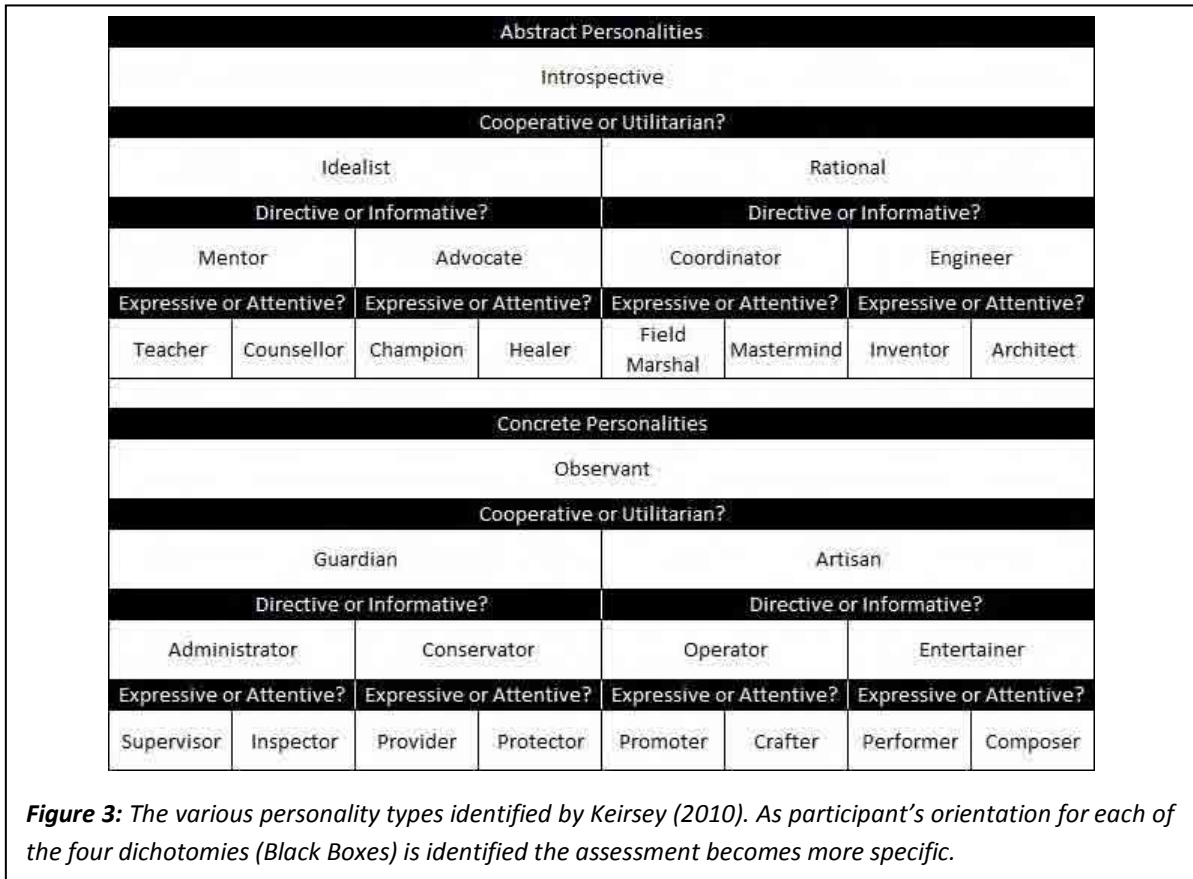 Abstract Personalities
Introspective
Cooperative or Utilitarian?
Idealist Rational
Directive or Informative? Directive or Informative?
Mentor Advocate Coordinator Engineer
Expressive or Attentive? Expressive or Attentive? Expressive or Attentive? Expressive or Attentive?
Teacher Counsellor Champion Healer Field Marshal Mastermind Inventor Architect
Concrete Personalities
Observant
Cooperative or Utilitarian?
Guardian Artisan
Directive or Informative? Directive or Informative?
Administrator Conservator Operator Entertainer
Expressive or Attentive? Expressive or Attentive? Expressive or Attentive? Expressive or Attentive?
Supervisor Inspector Provider Protector Promoter Crafter Performer Composer
Figure 3: The various personality types identified by Keirsey (2010). As participant's orientation for each of
the four dichotomies (Black Boxes) is identified the assessment becomes more specific.